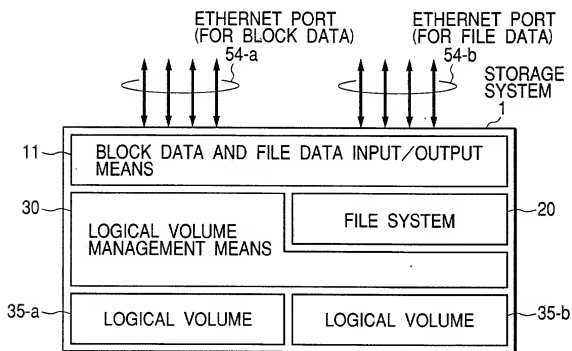 ETHERNET PORT
(FOR BLOCK DATA)
54-a
ETHERNET PORT
(FOR FILE DATA)
54-b
STORAGE
SYSTEM
1
11
BLOCK DATA AND FILE DATA INPUT/OUTPUT
MEANS
30
LOGICAL VOLUME
MANAGEMENT MEANS
FILE SYSTEM
20
35-a
LOGICAL VOLUME
LOGICAL VOLUME
35-b